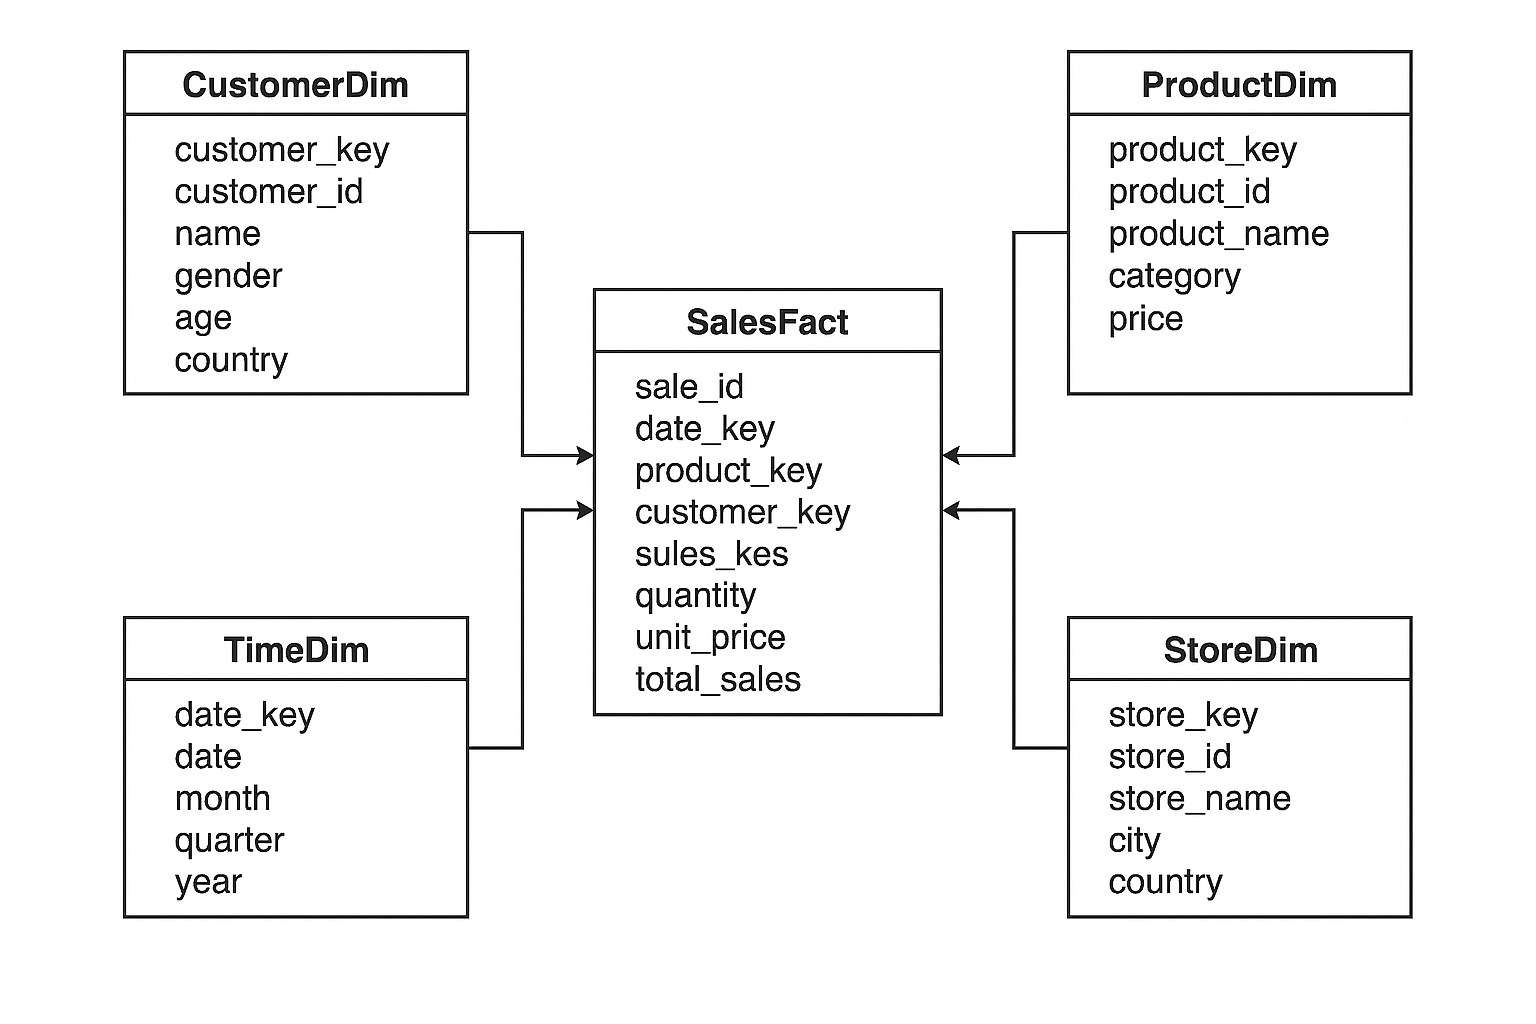 CustomerDim
customer_key
customer_id
name
gender
age
country
ProductDim
product_key
product_id
product_name
category
price
SalesFact
sale_id
date_key
product_key
customer_key
sules_kes
quantity
unit_price
total_sales
TimeDim
date_key
date
month
quarter
year
StoreDim
store_key
store_id
store_name
city
country